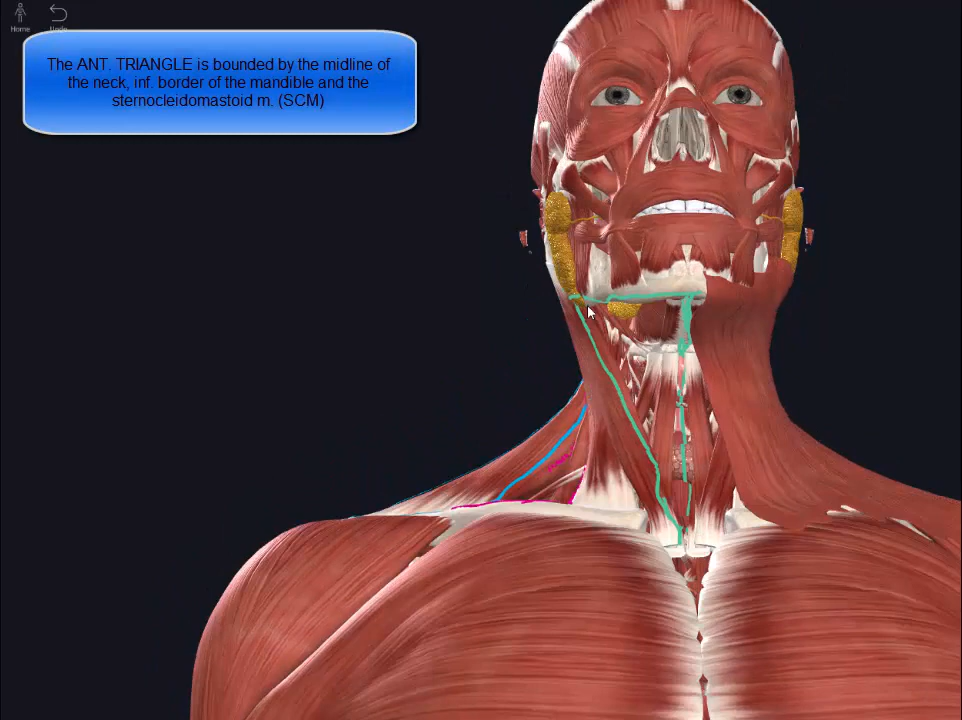 Home
Undo
The ANT. TRIANGLE is bounded by the midline of
the neck, inf. border of the mandible and the
sternocleidomastoid m. (SCM)